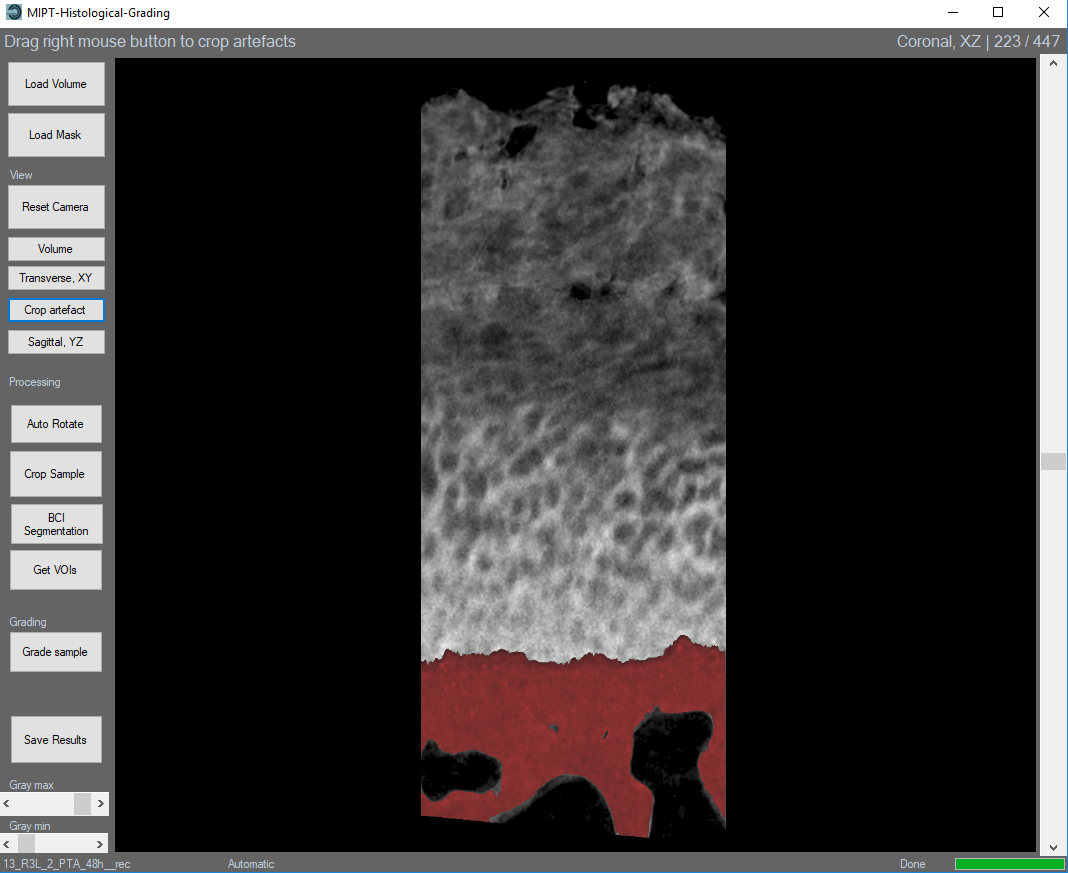 MIPT-Histological-Grading
Drag right mouse button to crop artefacts
Coronal, XZ | 223 / 447
Load Volume
Load Mask
View
Reset Camera
Volume
Transverse, XY
Crop artefact
Sagittal, YZ
Processing
Auto Rotate
Crop Sample
BCI
Segmentation
Get VOIs
Grading
Grade sample
Save Results
Gray max
Gray min
13_R3L_2_PTA_48h__rec
Automatic
Done